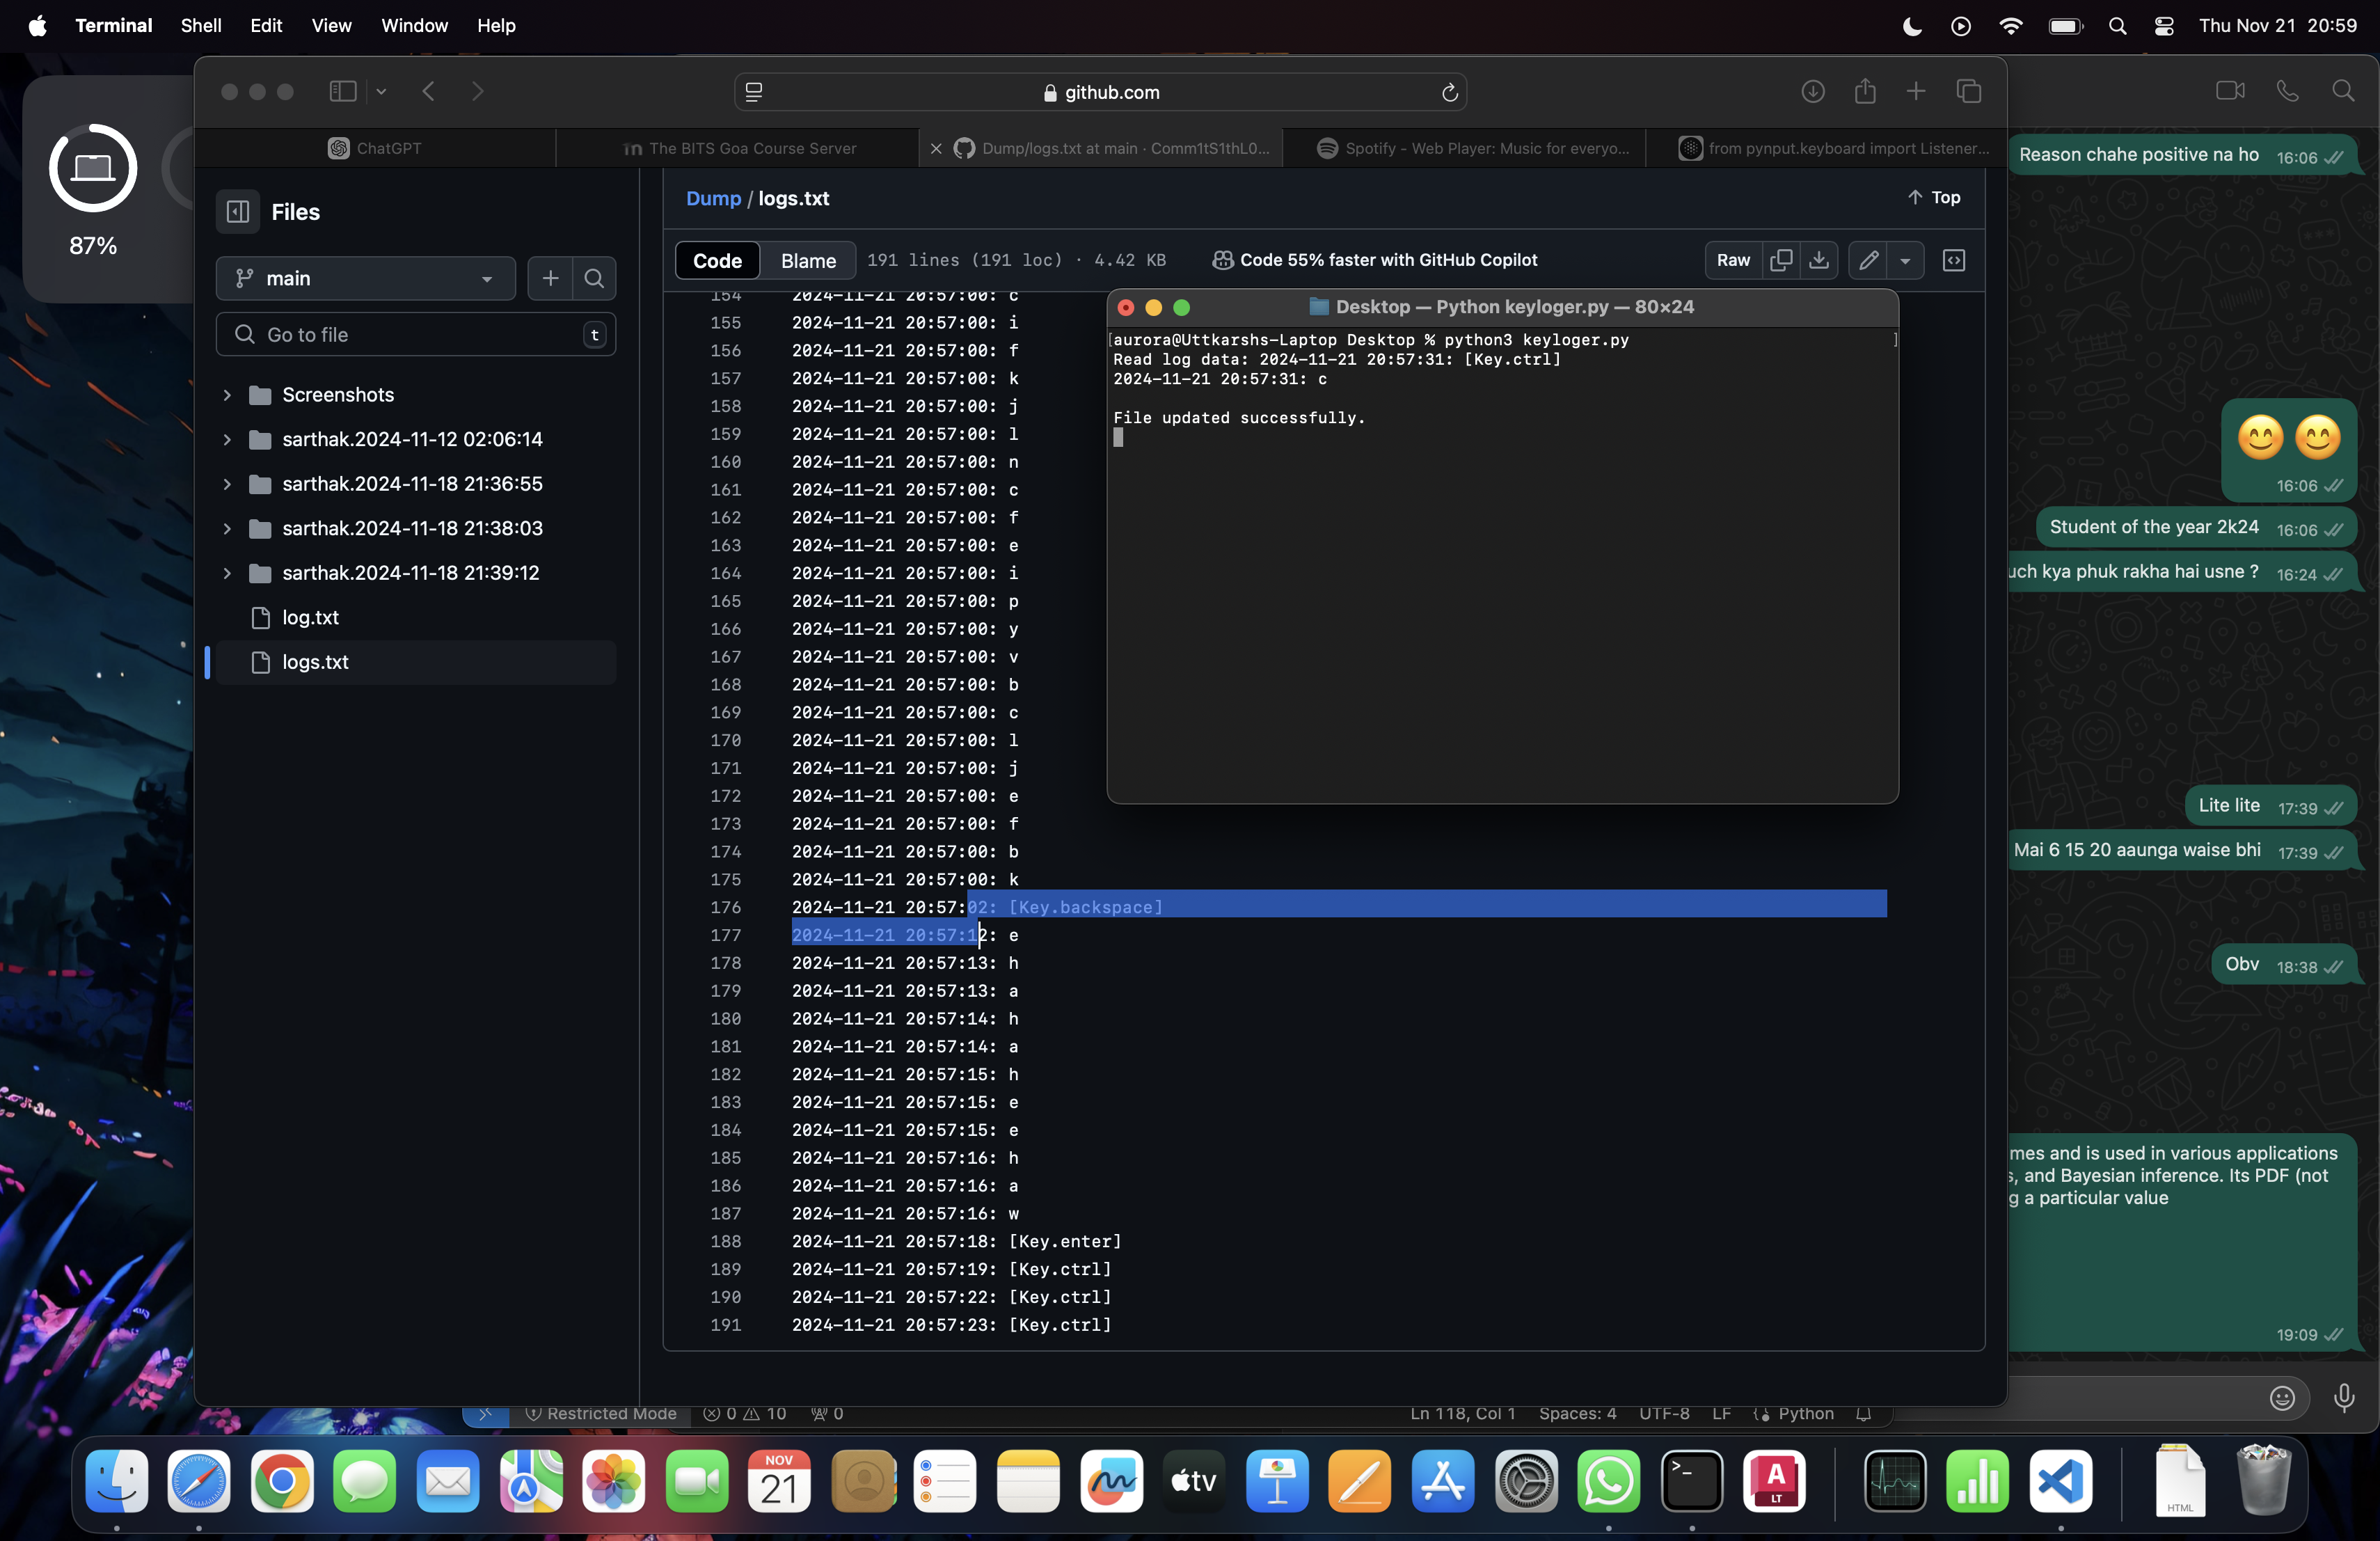 Terminal Shell Edit View Window Help
Thu Nov 21 20:59
87%
github.com
ChatGPT
The BITS Goa Course Server
Dump/logs.txt at main · Comm1tS1thL0...
Spotify - Web Player: Music for everyo...
from pynput.keyboard import Listener...
Files
main
Go to file
t
Screenshots
sarthak.2024-11-12 02:06:14
sarthak.2024-11-18 21:36:55
sarthak.2024-11-18 21:38:03
sarthak.2024-11-18 21:39:12
log.txt
logs.txt
Dump / logs.txt
Top
Code Blame 191 lines (191 loc) · 4.42 KB Code 55% faster with GitHub Copilot
Raw
154 2024-11-21 20:57:00: c
155 2024-11-21 20:57:00: i
156 2024-11-21 20:57:00: f
157 2024-11-21 20:57:00: k
158 2024-11-21 20:57:00: j
159 2024-11-21 20:57:00: l
160 2024-11-21 20:57:00: n
161 2024-11-21 20:57:00: c
162 2024-11-21 20:57:00: f
163 2024-11-21 20:57:00: e
164 2024-11-21 20:57:00: i
165 2024-11-21 20:57:00: p
166 2024-11-21 20:57:00: y
167 2024-11-21 20:57:00: v
168 2024-11-21 20:57:00: b
169 2024-11-21 20:57:00: c
170 2024-11-21 20:57:00: l
171 2024-11-21 20:57:00: j
172 2024-11-21 20:57:00: e
173 2024-11-21 20:57:00: f
174 2024-11-21 20:57:00: b
175 2024-11-21 20:57:00: k
176 2024-11-21 20:57:02: [Key.backspace]
177 2024-11-21 20:57:12: e
178 2024-11-21 20:57:13: h
179 2024-11-21 20:57:13: a
180 2024-11-21 20:57:14: h
181 2024-11-21 20:57:14: a
182 2024-11-21 20:57:15: h
183 2024-11-21 20:57:15: e
184 2024-11-21 20:57:15: e
185 2024-11-21 20:57:16: h
186 2024-11-21 20:57:16: a
187 2024-11-21 20:57:16: w
188 2024-11-21 20:57:18: [Key.enter]
189 2024-11-21 20:57:19: [Key.ctrl]
190 2024-11-21 20:57:22: [Key.ctrl]
191 2024-11-21 20:57:23: [Key.ctrl]
Desktop — Python keyloger.py — 80×24
[aurora@Uttkarshs-Laptop Desktop % python3 keyloger.py ]
Read log data: 2024-11-21 20:57:31: [Key.ctrl]
2024-11-21 20:57:31: c
File updated successfully.
Reason chahe positive na ho 16:06
😊 😊
16:06
Student of the year 2k24 16:06
uch kya phuk rakha hai usne ? 16:24
Lite lite 17:39
Mai 6 15 20 aaunga waise bhi 17:39
Obv 18:38
mes and is used in various applications
s, and Bayesian inference. Its PDF (not
g a particular value
19:09
Restricted Mode 0 10 0
Ln 118, Col 1 Spaces: 4 UTF-8 LF Python
NOV
21
tv
A
LT
HTML